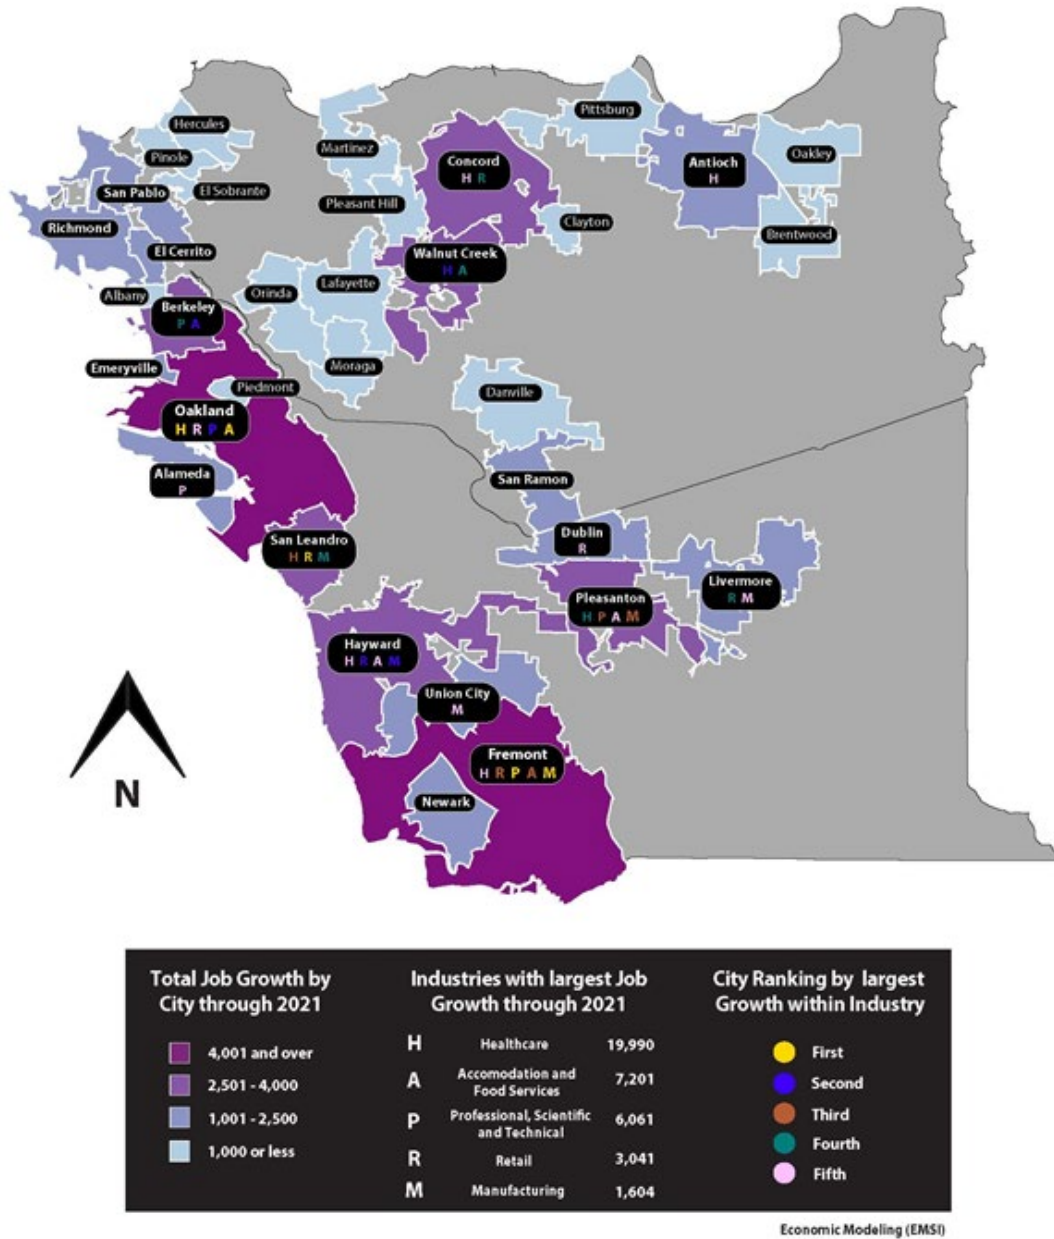 Hercules
Pinole
San Pablo
El Sobrante
Richmond
El Cerrito
Albany
Berkeley
P A
Emeryville
Piedmont
Oakland
H R P A
Alameda
P
San Leandro
H R M
Martinez
Pleasant Hill
Concord
H R
Clayton
Walnut Creek
H A
Orinda
Lafayette
Moraga
Pittsburg
Antioch
H
Oakley
Brentwood
Danville
San Ramon
Dublin
R
Livermore
R M
Pleasanton
H P A M
Hayward
H R A M
Union City
M
Fremont
H R P A M
Newark
N
Total Job Growth by
City through 2021
4,001 and over
2,501 - 4,000
1,001 - 2,500
1,000 or less
Industries with largest Job
Growth through 2021
H Healthcare 19,990
A Accomodation and
Food Services 7,201
P Professional, Scientific
and Technical 6,061
R Retail 3,041
M Manufacturing 1,604
City Ranking by largest
Growth within Industry
First
Second
Third
Fourth
Fifth
Economic Modeling (EMSI)